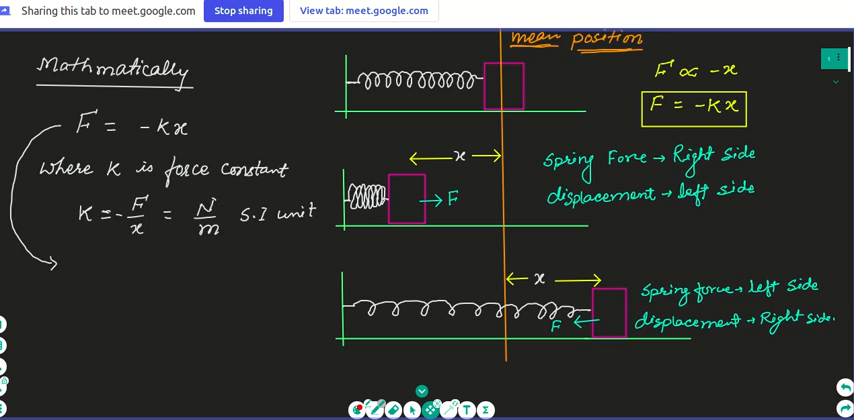 Sharing this tab to meet.google.com
Stop sharing
View tab: meet.google.com
mean position
Mathmatically
F = -Kx
where K is force constant
K = -F/x = N/m S.I unit
F ∝ -x
F = -Kx
x
F
Spring Force → Right side
displacement → left side
x
F
Spring force → left side
displacement → Right side.
1
T
Σ